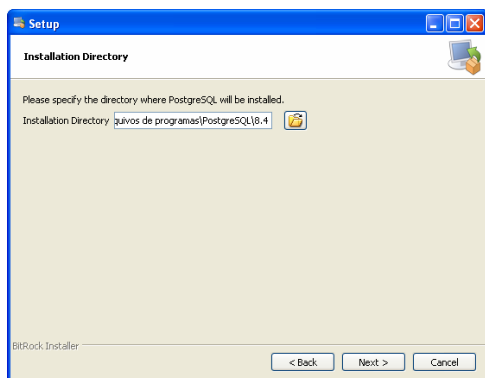 Setup
Installation Directory
Please specify the directory where PostgreSQL will be installed.
Installation Directory quivos de programas\PostgreSQL\8.4
BitRock Installer
< Back Next > Cancel